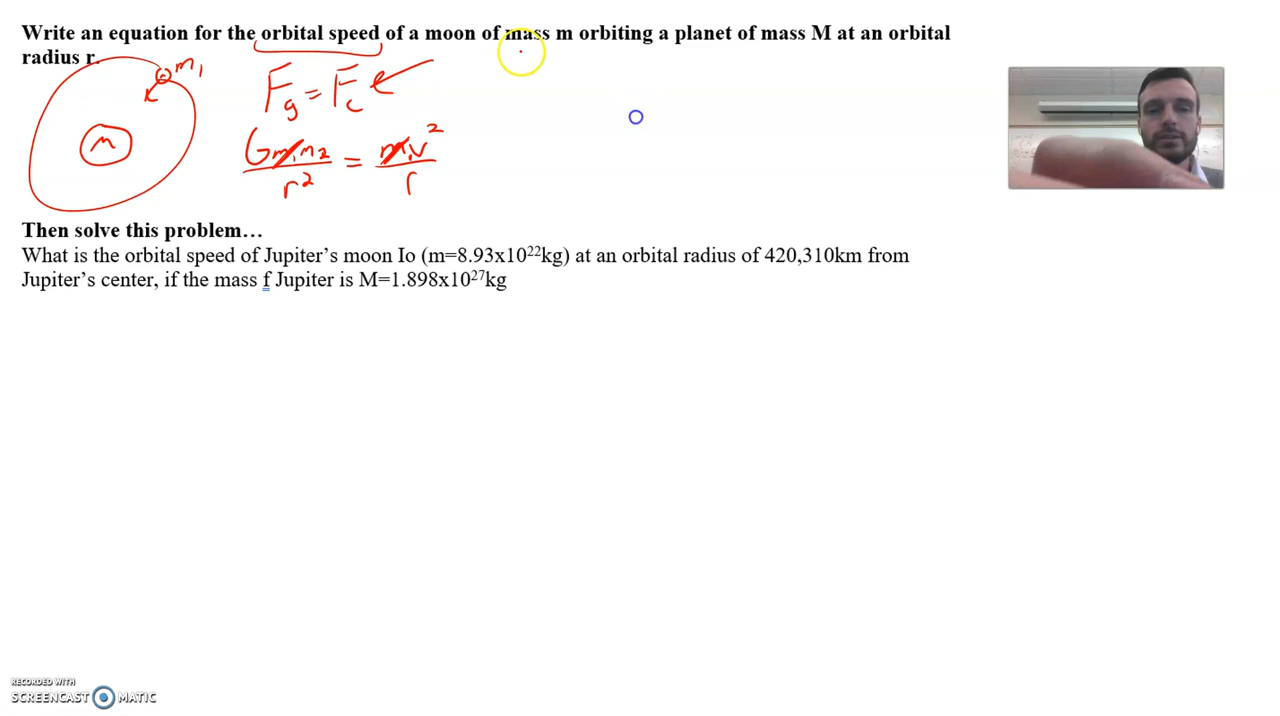 Write an equation for the orbital speed of a moon of mass m orbiting a planet of mass M at an orbital
radius r.
m₁
M
Fg = Fc
Gm₁m₂/r² = m₁v²/r
Then solve this problem…
What is the orbital speed of Jupiter’s moon Io (m=8.93x10²²kg) at an orbital radius of 420,310km from
Jupiter’s center, if the mass f Jupiter is M=1.898x10²⁷kg
RECORDED WITH
SCREENCAST MATIC